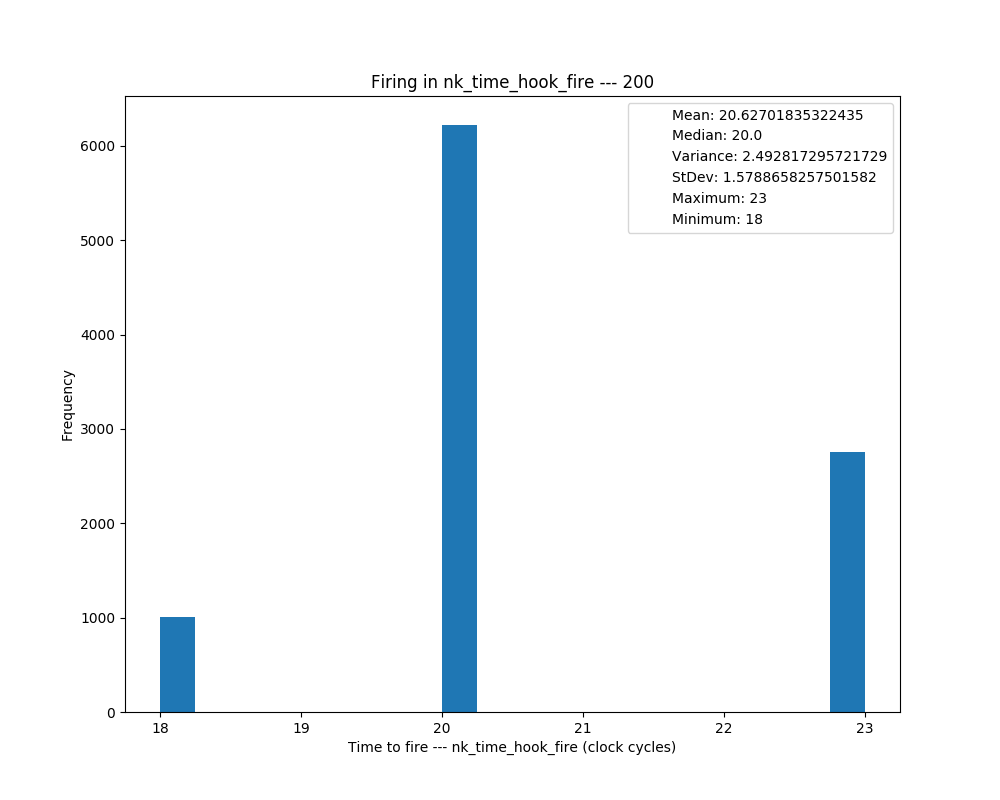 Firing in nk_time_hook_fire --- 200
Mean: 20.62701835322435
Median: 20.0
Variance: 2.492817295721729
StDev: 1.5788658257501582
Maximum: 23
Minimum: 18
Frequency
6000
5000
4000
3000
2000
1000
0
18
19
20
21
22
23
Time to fire --- nk_time_hook_fire (clock cycles)